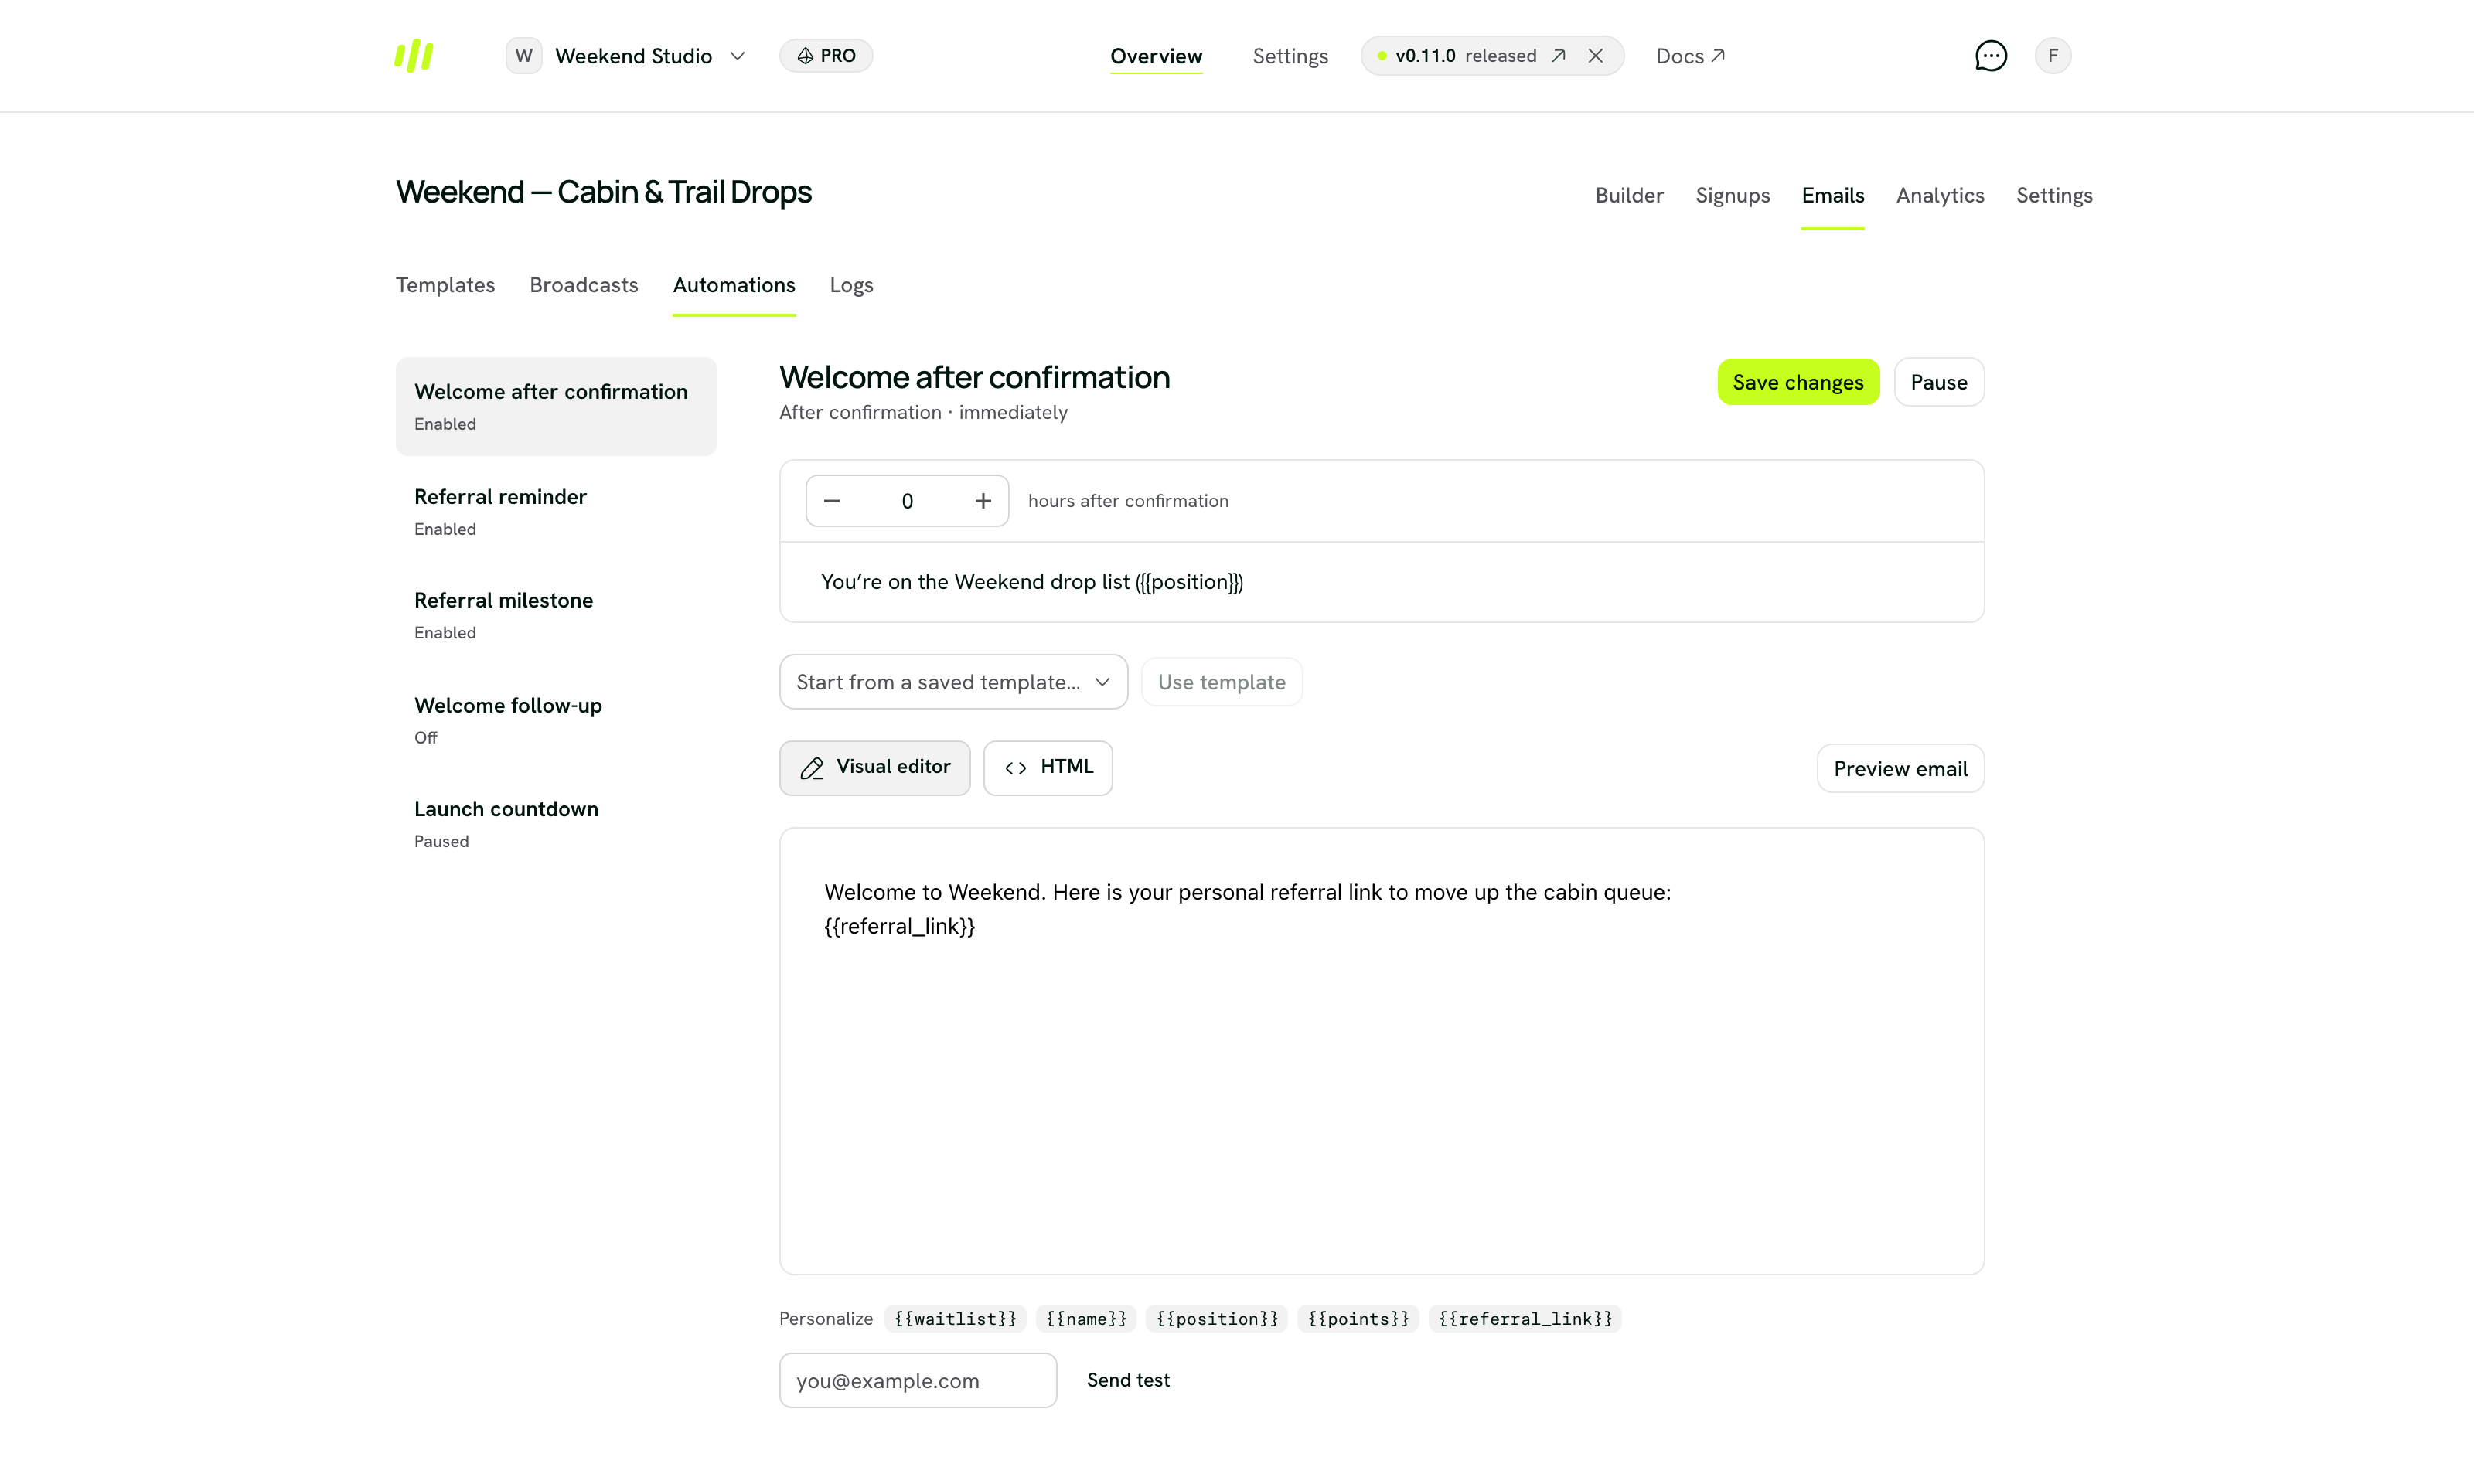 W Weekend Studio PRO Overview Settings v0.11.0 released Docs F
Weekend — Cabin & Trail Drops
Builder Signups Emails Analytics Settings
Templates Broadcasts Automations Logs
Welcome after confirmation
Enabled
Referral reminder
Enabled
Referral milestone
Enabled
Welcome follow-up
Off
Launch countdown
Paused
Welcome after confirmation
After confirmation · immediately
Save changes Pause
0 hours after confirmation
You’re on the Weekend drop list ({{position}})
Start from a saved template... Use template
Visual editor <> HTML Preview email
Welcome to Weekend. Here is your personal referral link to move up the cabin queue:
{{referral_link}}
Personalize {{waitlist}} {{name}} {{position}} {{points}} {{referral_link}}
you@example.com Send test